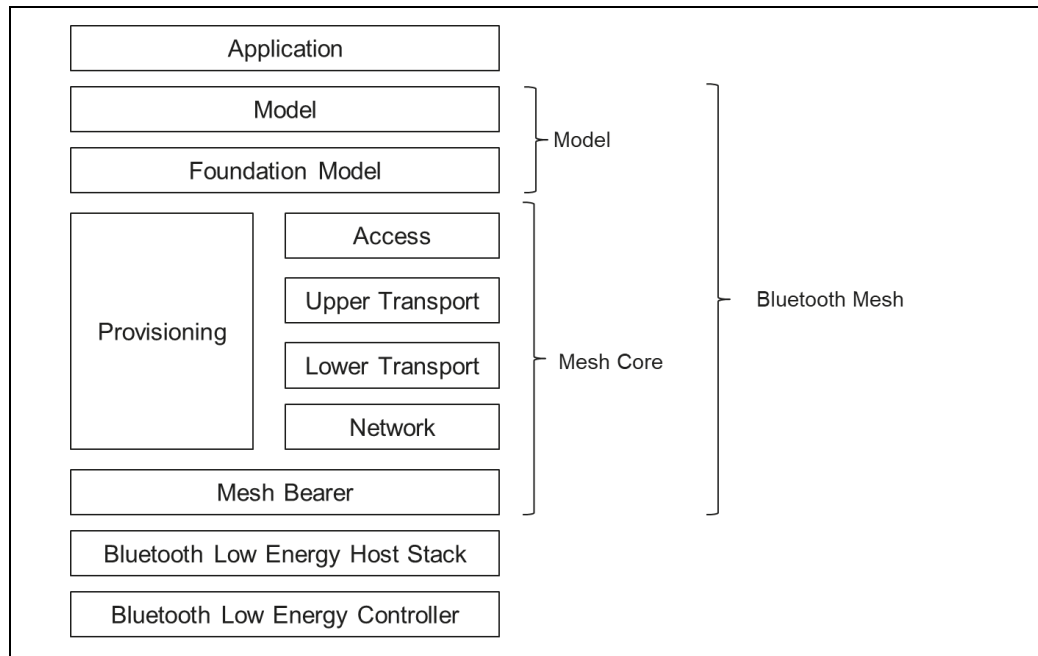 Application
Model
Foundation Model
Model
Provisioning
Access
Upper Transport
Lower Transport
Network
Mesh Core
Bluetooth Mesh
Mesh Bearer
Bluetooth Low Energy Host Stack
Bluetooth Low Energy Controller